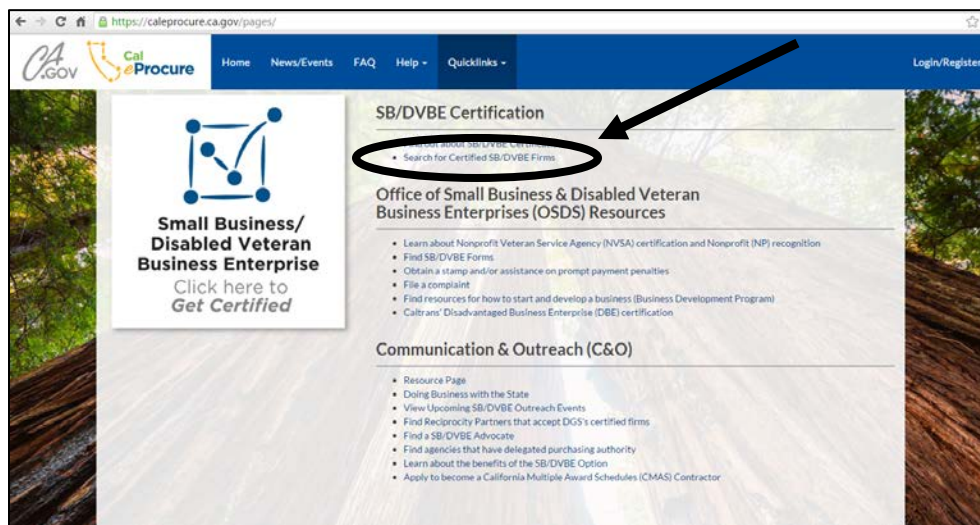 https://caleprocure.ca.gov/pages/
CA.GOV
Cal eProcure
Home News/Events FAQ Help Quicklinks Login/Register
Small Business/
Disabled Veteran
Business Enterprise
Click here to
Get Certified
SB/DVBE Certification
Find out about SB/DVBE Certification
Search for Certified SB/DVBE Firms
Office of Small Business & Disabled Veteran
Business Enterprises (OSDS) Resources
Learn about Nonprofit Veteran Service Agency (NVSA) certification and Nonprofit (NP) recognition
Find SB/DVBE Forms
Obtain a stamp and/or assistance on prompt payment penalties
File a complaint
Find resources for how to start and develop a business (Business Development Program)
Caltrans' Disadvantaged Business Enterprise (DBE) certification
Communication & Outreach (C&O)
Resource Page
Doing Business with the State
View Upcoming SB/DVBE Outreach Events
Find Reciprocity Partners that accept DGS's certified firms
Find a SB/DVBE Advocate
Find agencies that have delegated purchasing authority
Learn about the benefits of the SB/DVBE Option
Apply to become a California Multiple Award Schedules (CMAS) Contractor